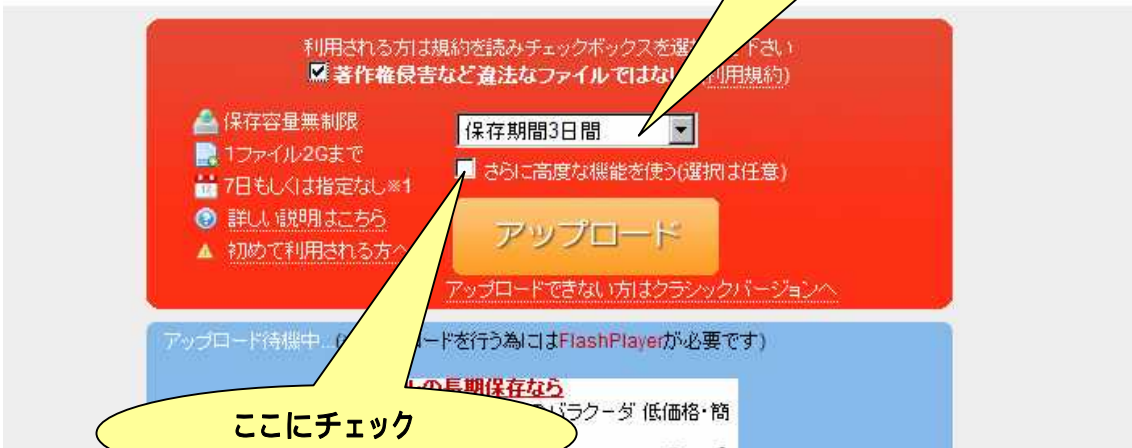 利用される方は規約を読みチェックボックスを選 下さい
著作権侵害など違法なファイルではない 利用規約)
保存容量無制限
保存期間3日間
1ファイル2Gまで
さらに高度な機能を使う(選択は任意)
7日もしくは指定なし※1
詳しい説明はこちら
アップロード
初めて利用される方へ
アップロードできない方はクラシックバージョンへ
アップロード待機中...( ードを行う為にはFlashPlayerが必要です)
の長期保存なら
バラクーダ 低価格・簡
ここにチェック